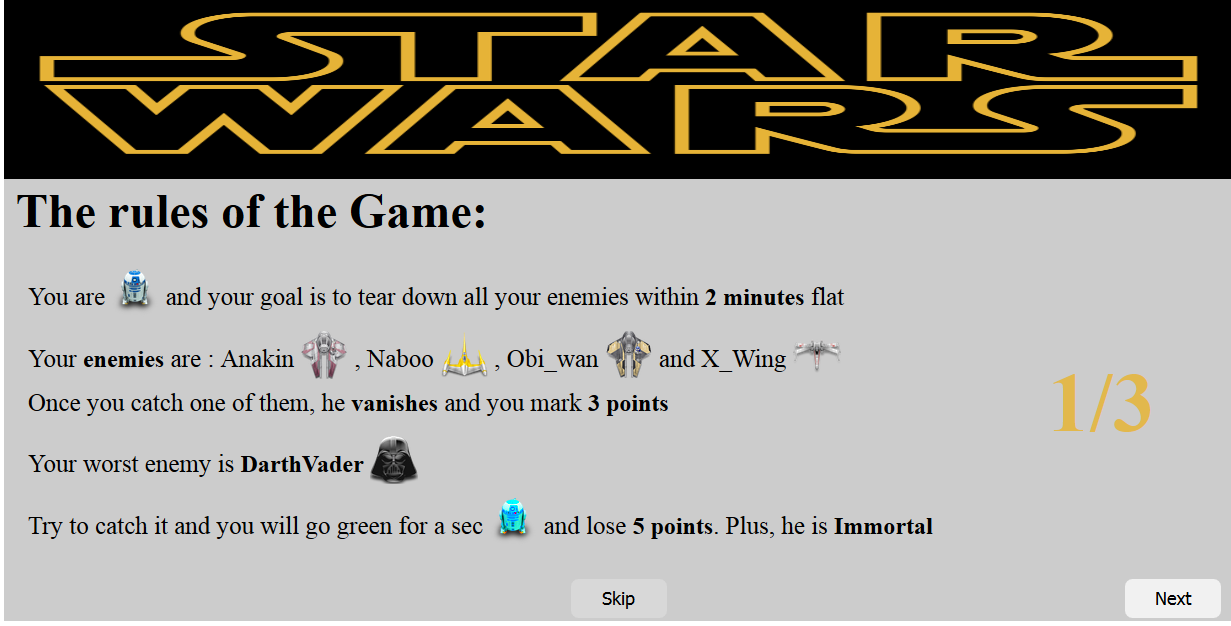 STAR
WARS
The rules of the Game:
You are and your goal is to tear down all your enemies within 2 minutes flat
Your enemies are : Anakin , Naboo , Obi_wan and X_Wing
Once you catch one of them, he vanishes and you mark 3 points
1/3
Your worst enemy is DarthVader
Try to catch it and you will go green for a sec and lose 5 points. Plus, he is Immortal
Skip
Next